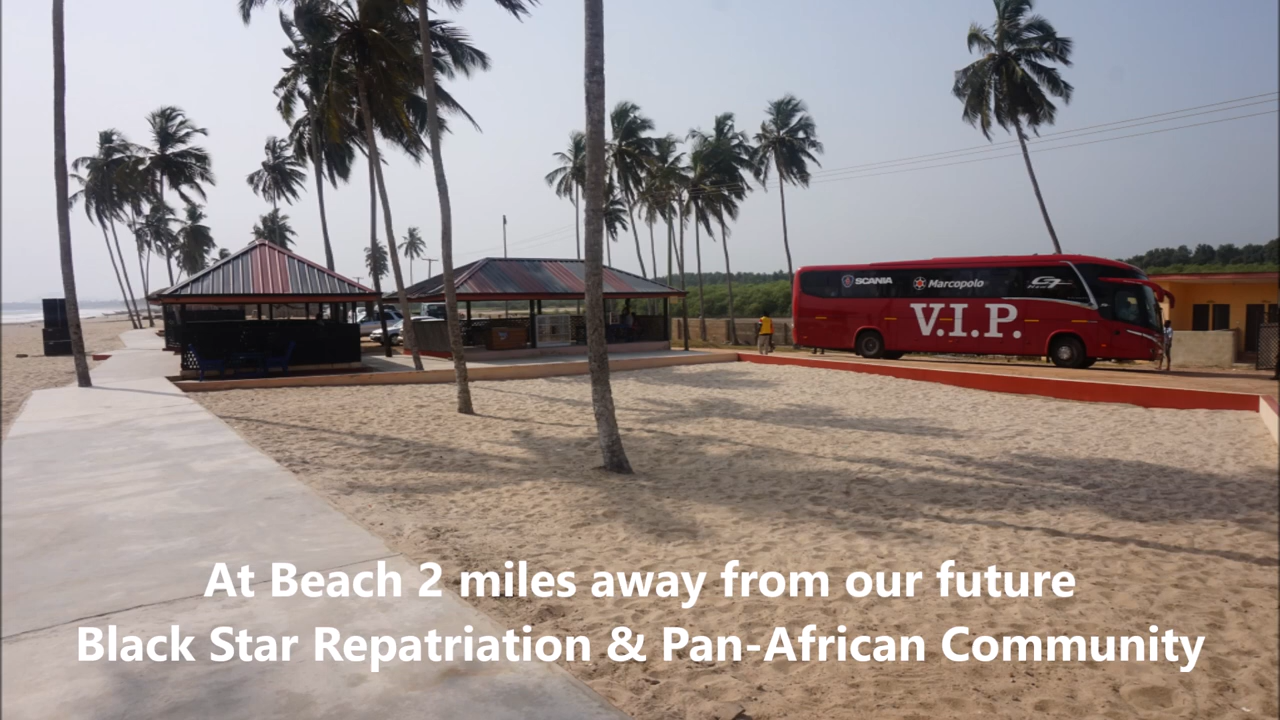 SCANIA Marcopolo G7
V.I.P.
At Beach 2 miles away from our future
Black Star Repatriation & Pan-African Community